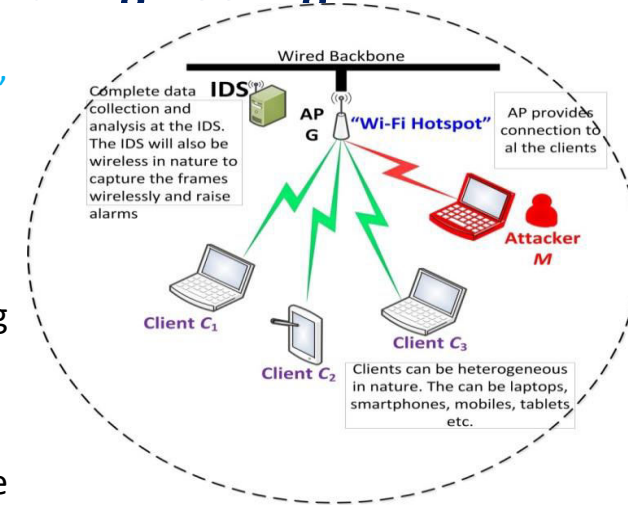 Wired Backbone
Complete data
collection and
analysis at the IDS.
The IDS will also be
wireless in nature to
capture the frames
wirelessly and raise
alarms
IDS
AP
G
“Wi-Fi Hotspot”
AP provides
connection to
al the clients
Attacker
M
Client C₁
Client C₂
Client C₃
Clients can be heterogeneous
in nature. The can be laptops,
smartphones, mobiles, tablets
etc.